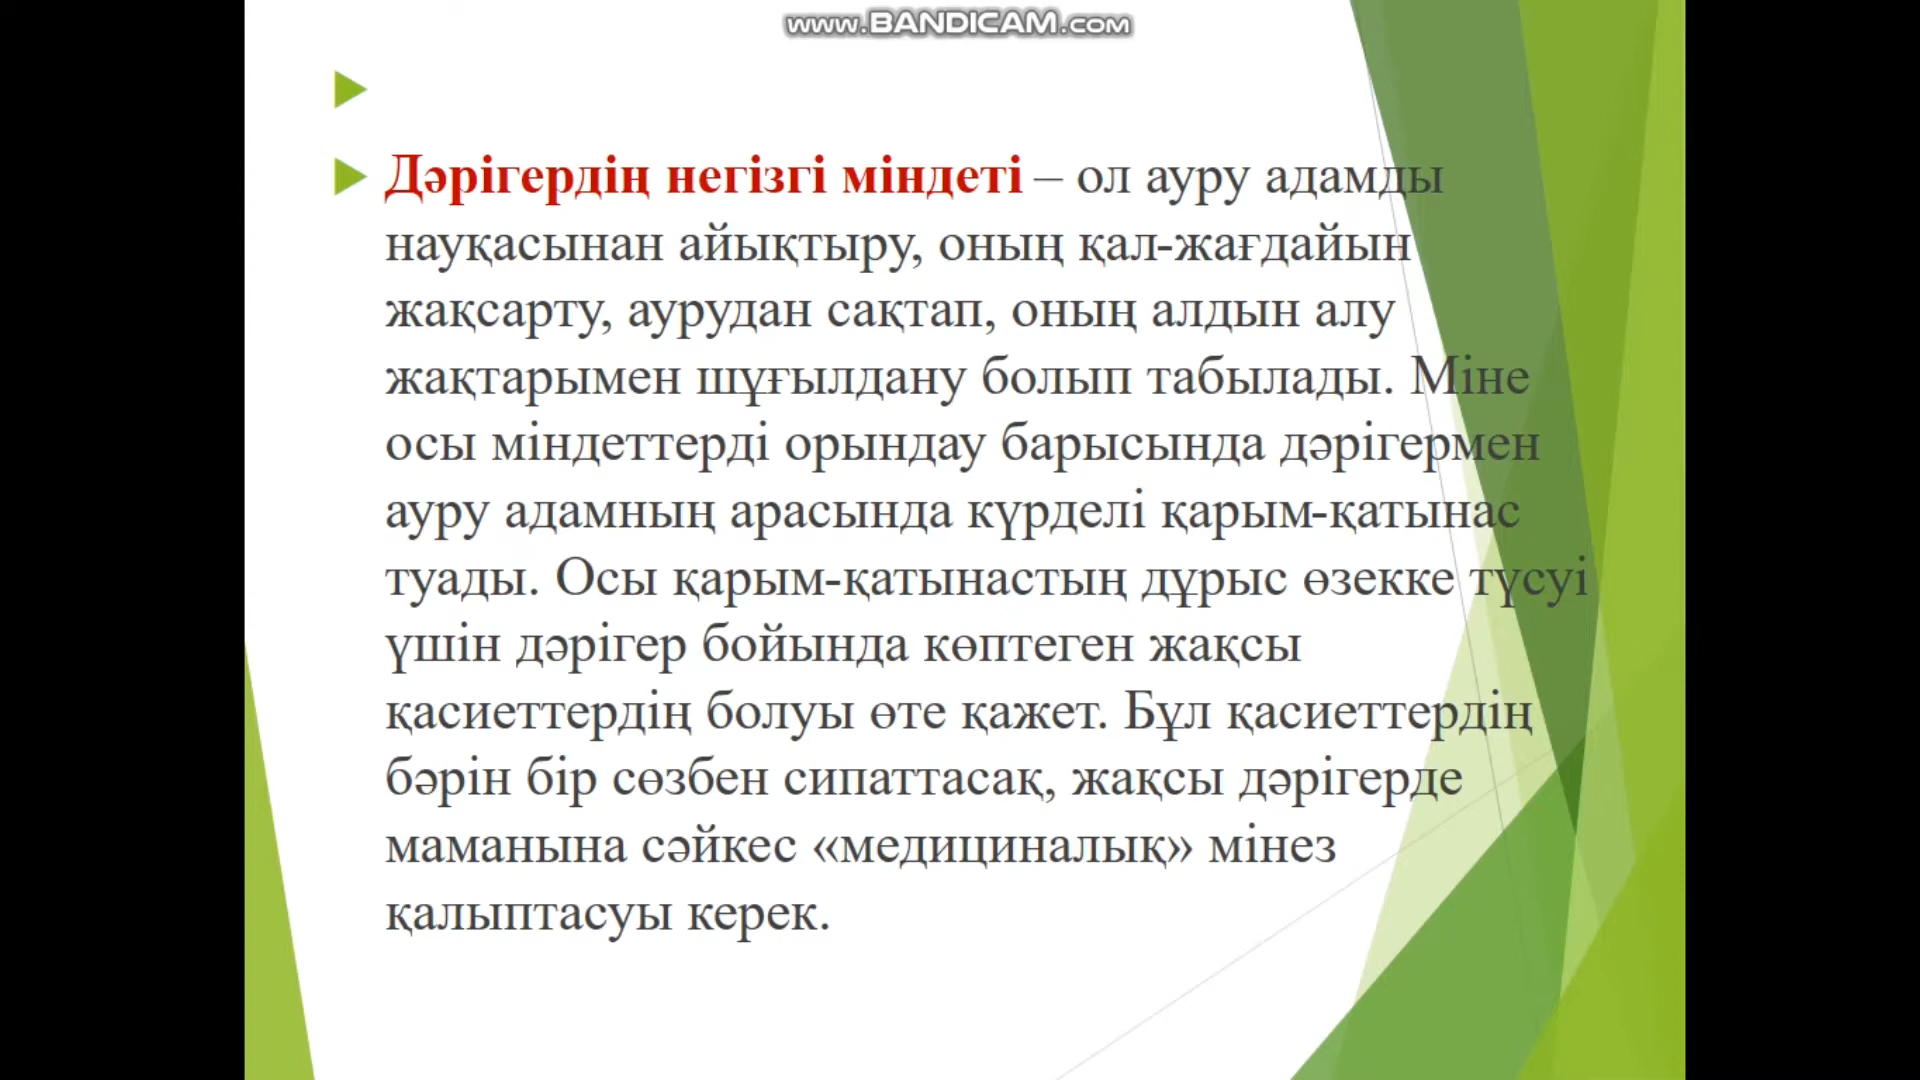 www.BANDICAM.com
Дәрігердің негізгі міндеті – ол ауру адамды
науқасынан айықтыру, оның қал-жағдайын
жақсарту, аурудан сақтап, оның алдын алу
жақтарымен шұғылдану болып табылады. Міне
осы міндеттерді орындау барысында дәрігермен
ауру адамның арасында күрделі қарым-қатынас
туады. Осы қарым-қатынастың дұрыс өзекке түсуі
үшін дәрігер бойында көптеген жақсы
қасиеттердің болуы өте қажет. Бұл қасиеттердің
бәрін бір сөзбен сипаттасақ, жақсы дәрігерде
маманына сәйкес «медициналық» мінез
қалыптасуы керек.